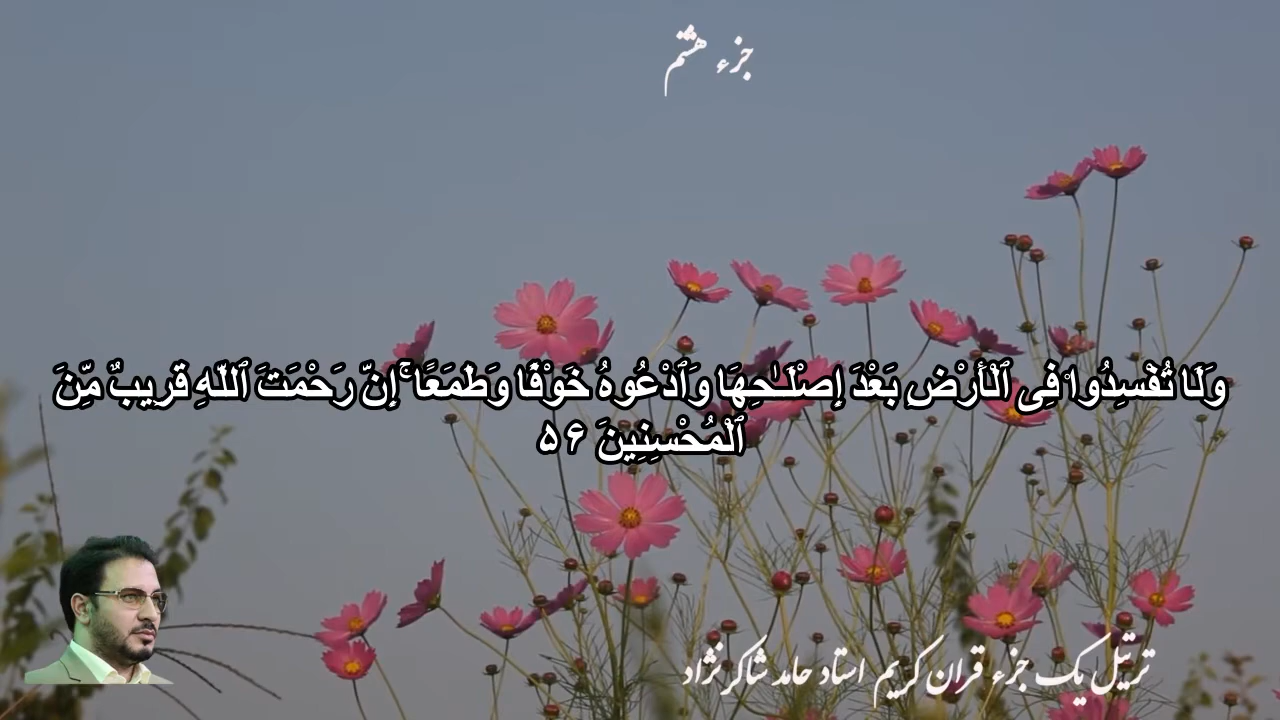 جزء هشتم
وَلَا تُفْسِدُوا۟ فِى ٱلْأَرْضِ بَعْدَ إِصْلَـٰحِهَا وَٱدْعُوهُ خَوْفًا وَطَمَعًا ۚ إِنَّ رَحْمَتَ ٱللَّهِ قَرِيبٌ مِّنَ
ٱلْمُحْسِنِينَ ۵۶
ترتیل یک جزء قران کریم استاد حامد شاکرنژاد